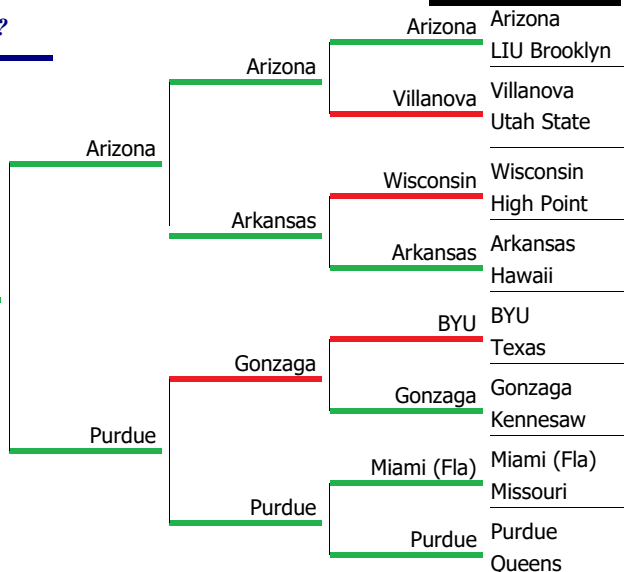 ?
Arizona
Purdue
Arizona
Arkansas
Gonzaga
Purdue
Arizona
Villanova
Wisconsin
Arkansas
BYU
Gonzaga
Miami (Fla)
Purdue
Arizona
LIU Brooklyn
Villanova
Utah State
Wisconsin
High Point
Arkansas
Hawaii
BYU
Texas
Gonzaga
Kennesaw
Miami (Fla)
Missouri
Purdue
Queens